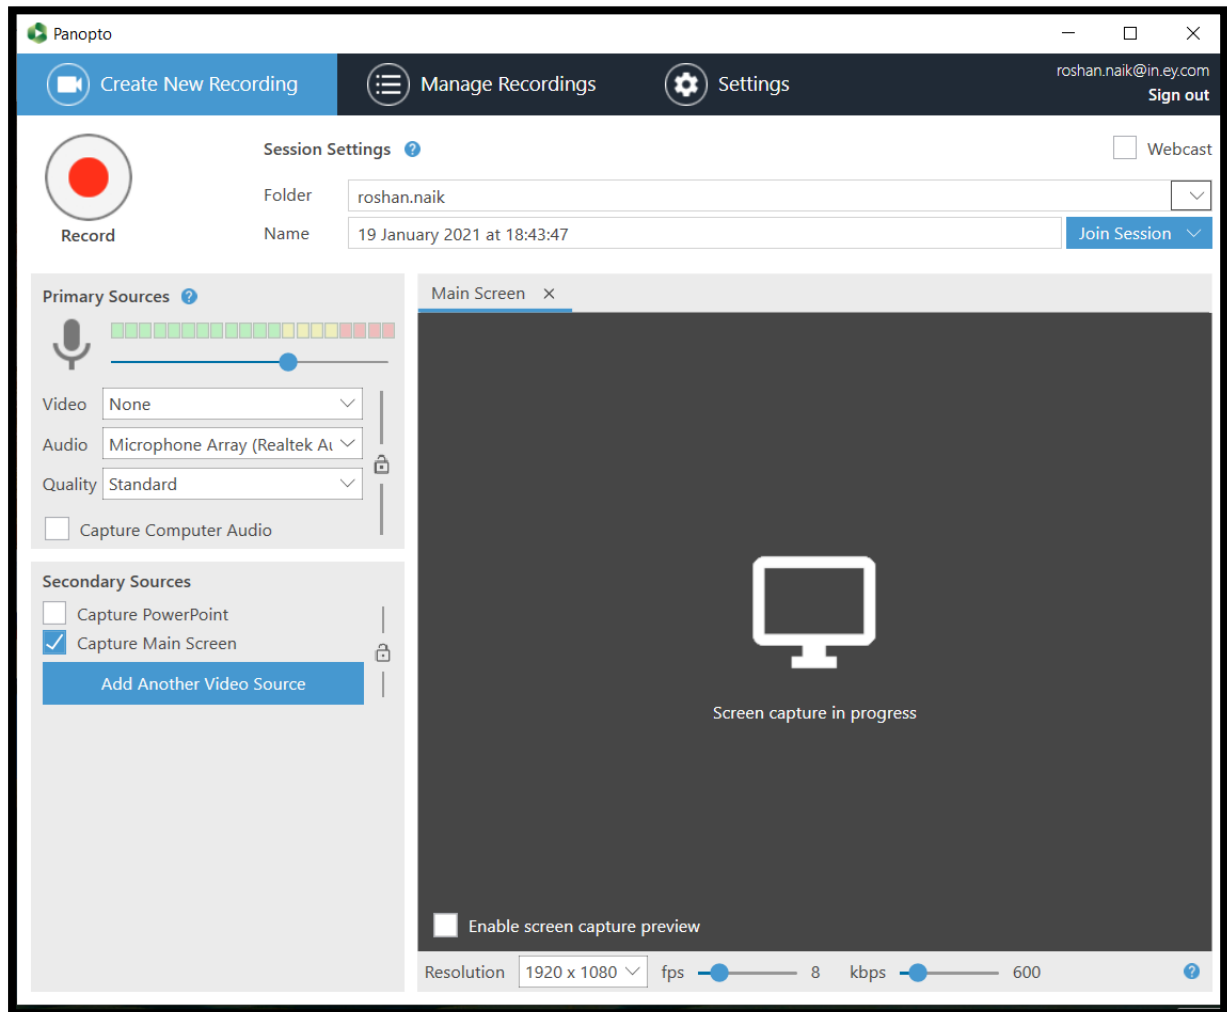 Panopto
Create New Recording
Manage Recordings
Settings
roshan.naik@in.ey.com
Sign out
Record
Session Settings ?
Webcast
Folder roshan.naik
Name 19 January 2021 at 18:43:47 Join Session
Primary Sources ?
Video None
Audio Microphone Array (Realtek Au
Quality Standard
Capture Computer Audio
Secondary Sources
Capture PowerPoint
Capture Main Screen
Add Another Video Source
Main Screen
Screen capture in progress
Enable screen capture preview
Resolution 1920 x 1080 fps 8 kbps 600 ?